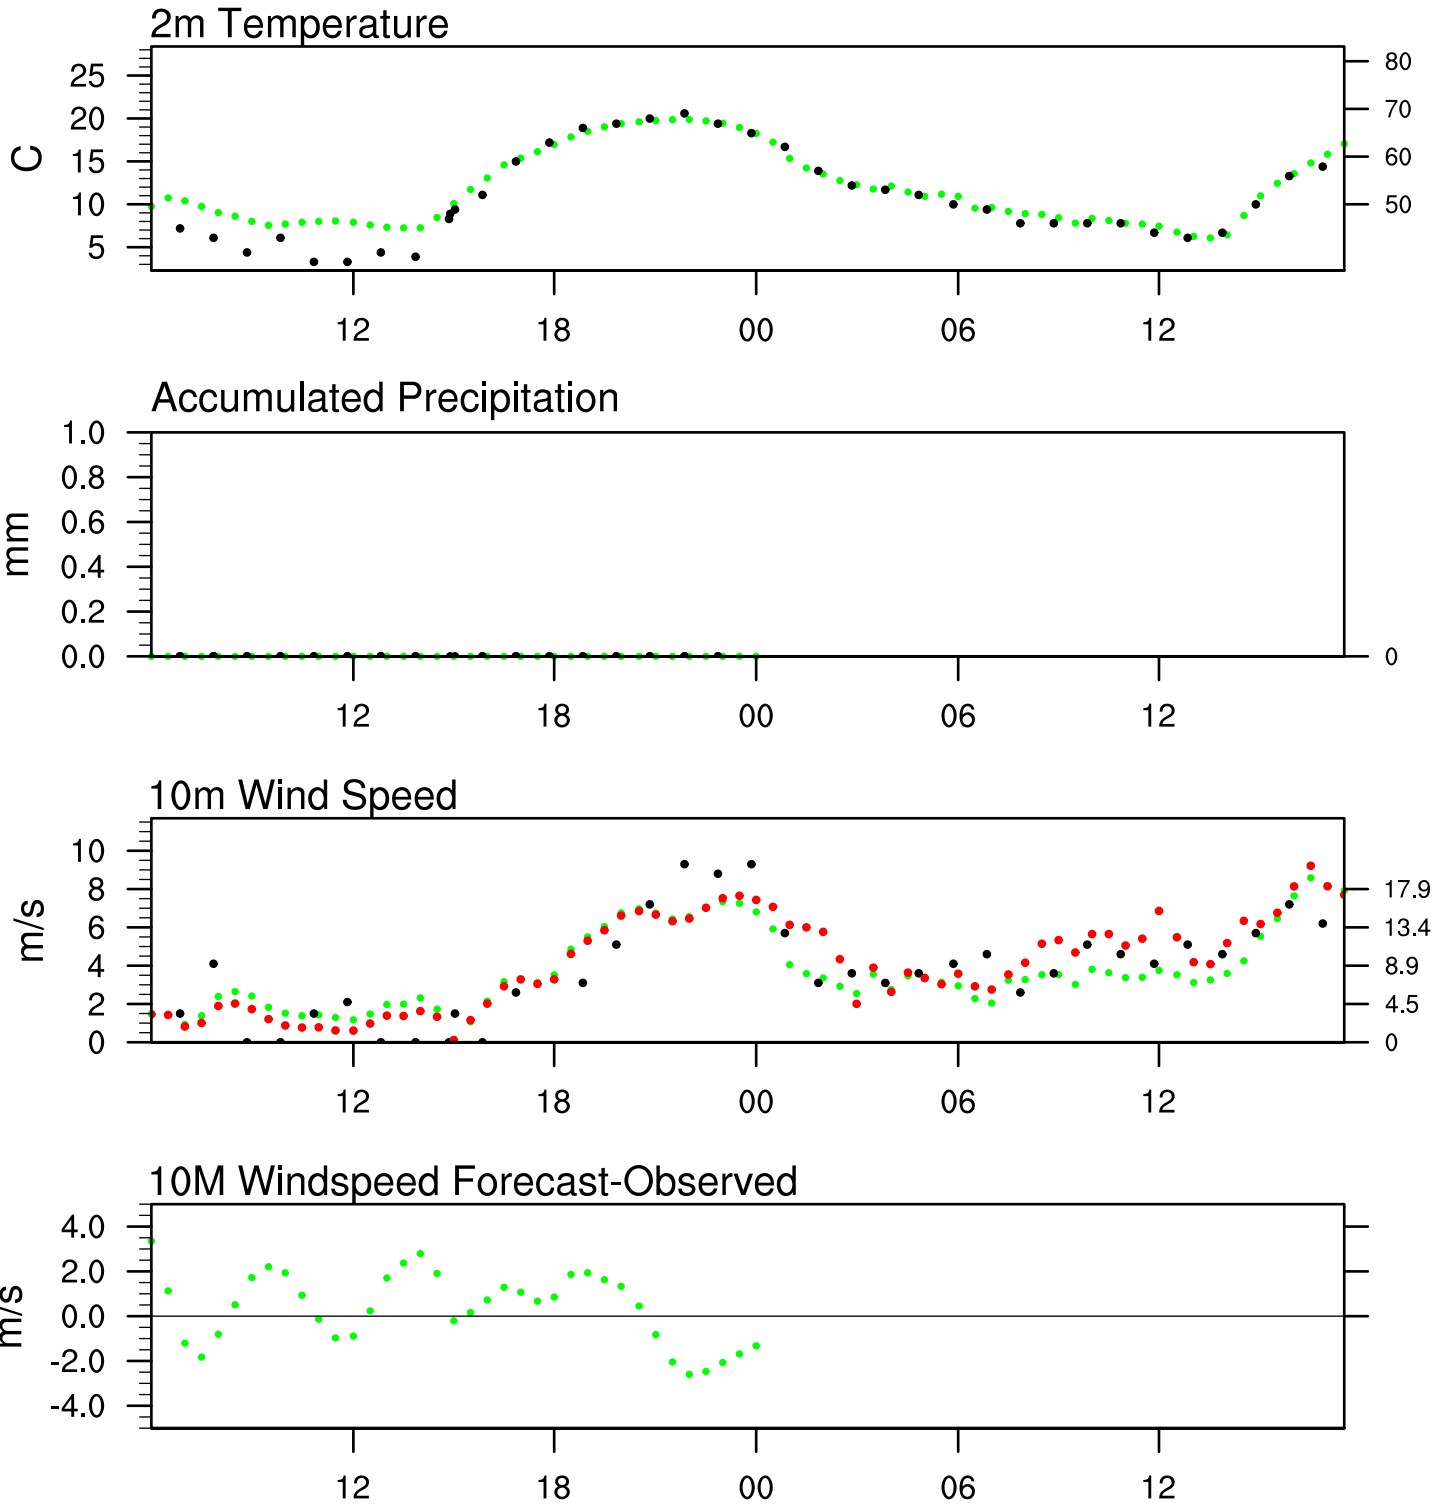 2m Temperature
C
25
20
15
10
5
80
70
60
50
12 18 00 06 12
Accumulated Precipitation
mm
1.0
0.8
0.6
0.4
0.2
0.0
0
12 18 00 06 12
10m Wind Speed
m/s
10
8
6
4
2
0
17.9
13.4
8.9
4.5
0
12 18 00 06 12
10M Windspeed Forecast-Observed
m/s
4.0
2.0
0.0
-2.0
-4.0
12 18 00 06 12